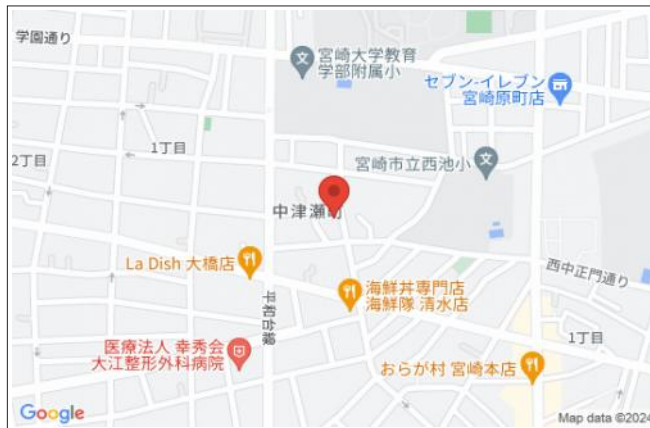 学園通り
宮崎大学教育
学部附属小
セブン-イレブン
宮崎原町店
1丁目
2丁目
宮崎市立西池小
中津瀬町
La Dish 大橋店
西中正門通り
海鮮丼専門店
海鮮隊 清水店
平和台線
医療法人 幸秀会
大江整形外科病院
1丁目
おらが村 宮崎本店
Google
Map data ©2024